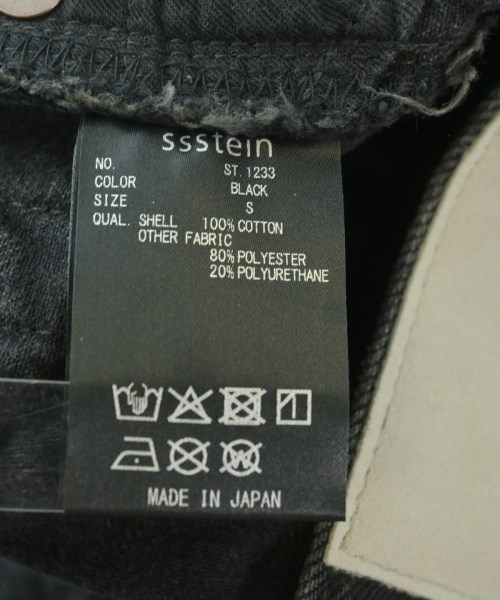 ssstein
NO. ST.1233
COLOR BLACK
SIZE S
QUAL. SHELL 100% COTTON
OTHER FABRIC
80% POLYESTER
20% POLYURETHANE
W
MADE IN JAPAN